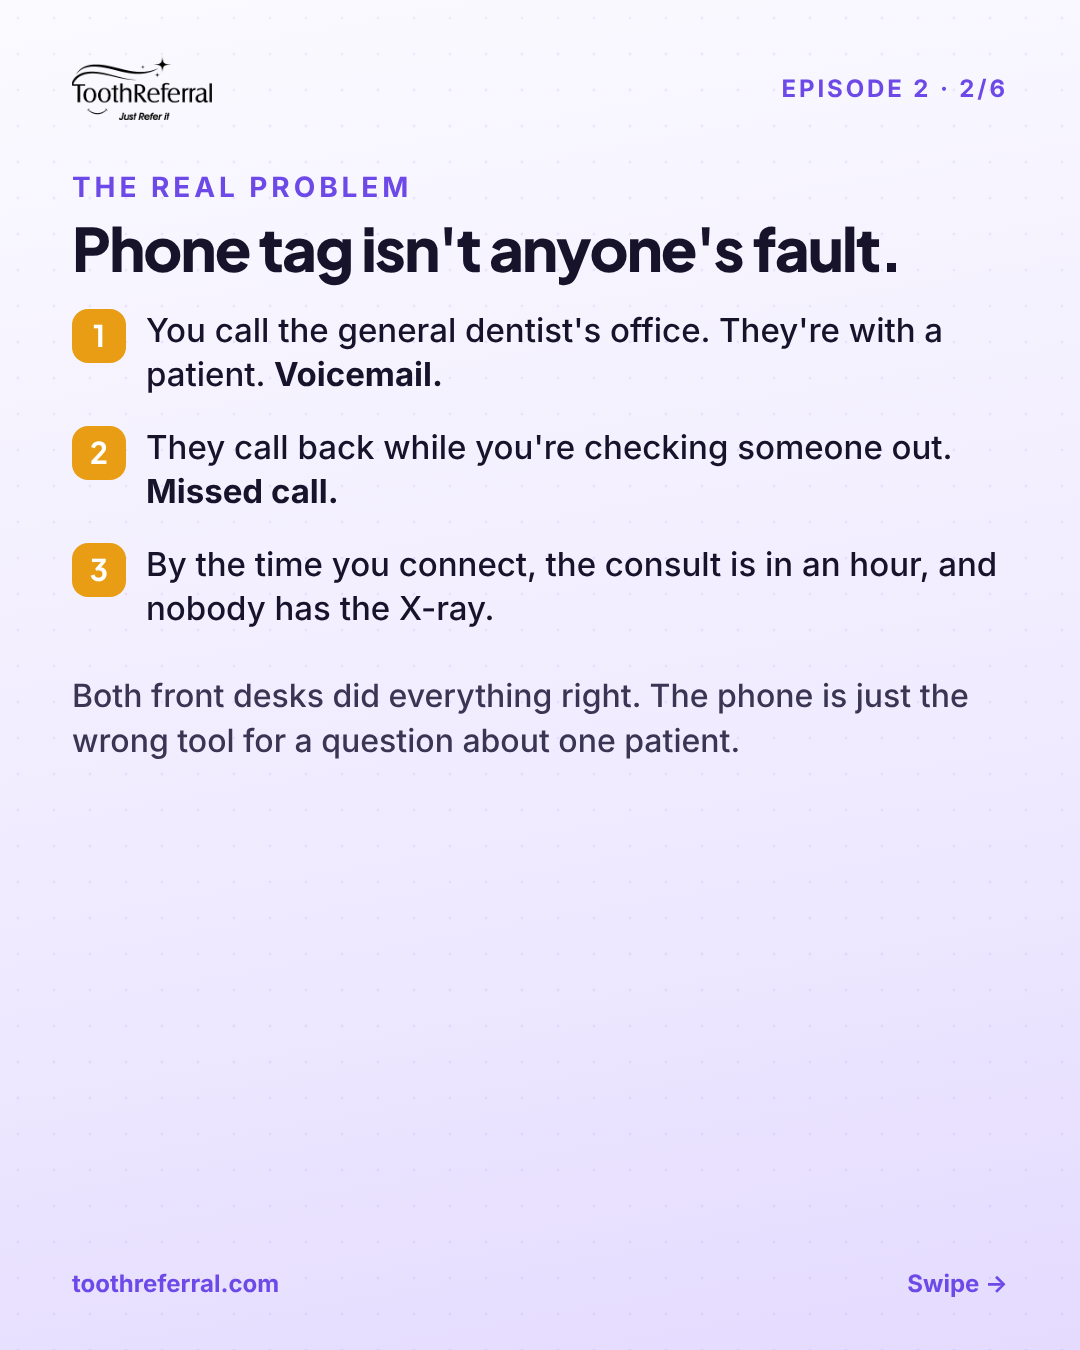 ToothReferral
Just Refer it
EPISODE 2 · 2/6
THE REAL PROBLEM
Phone tag isn't anyone's fault.
1 You call the general dentist's office. They're with a
patient. Voicemail.
2 They call back while you're checking someone out.
Missed call.
3 By the time you connect, the consult is in an hour, and
nobody has the X-ray.
Both front desks did everything right. The phone is just the
wrong tool for a question about one patient.
toothreferral.com
Swipe →